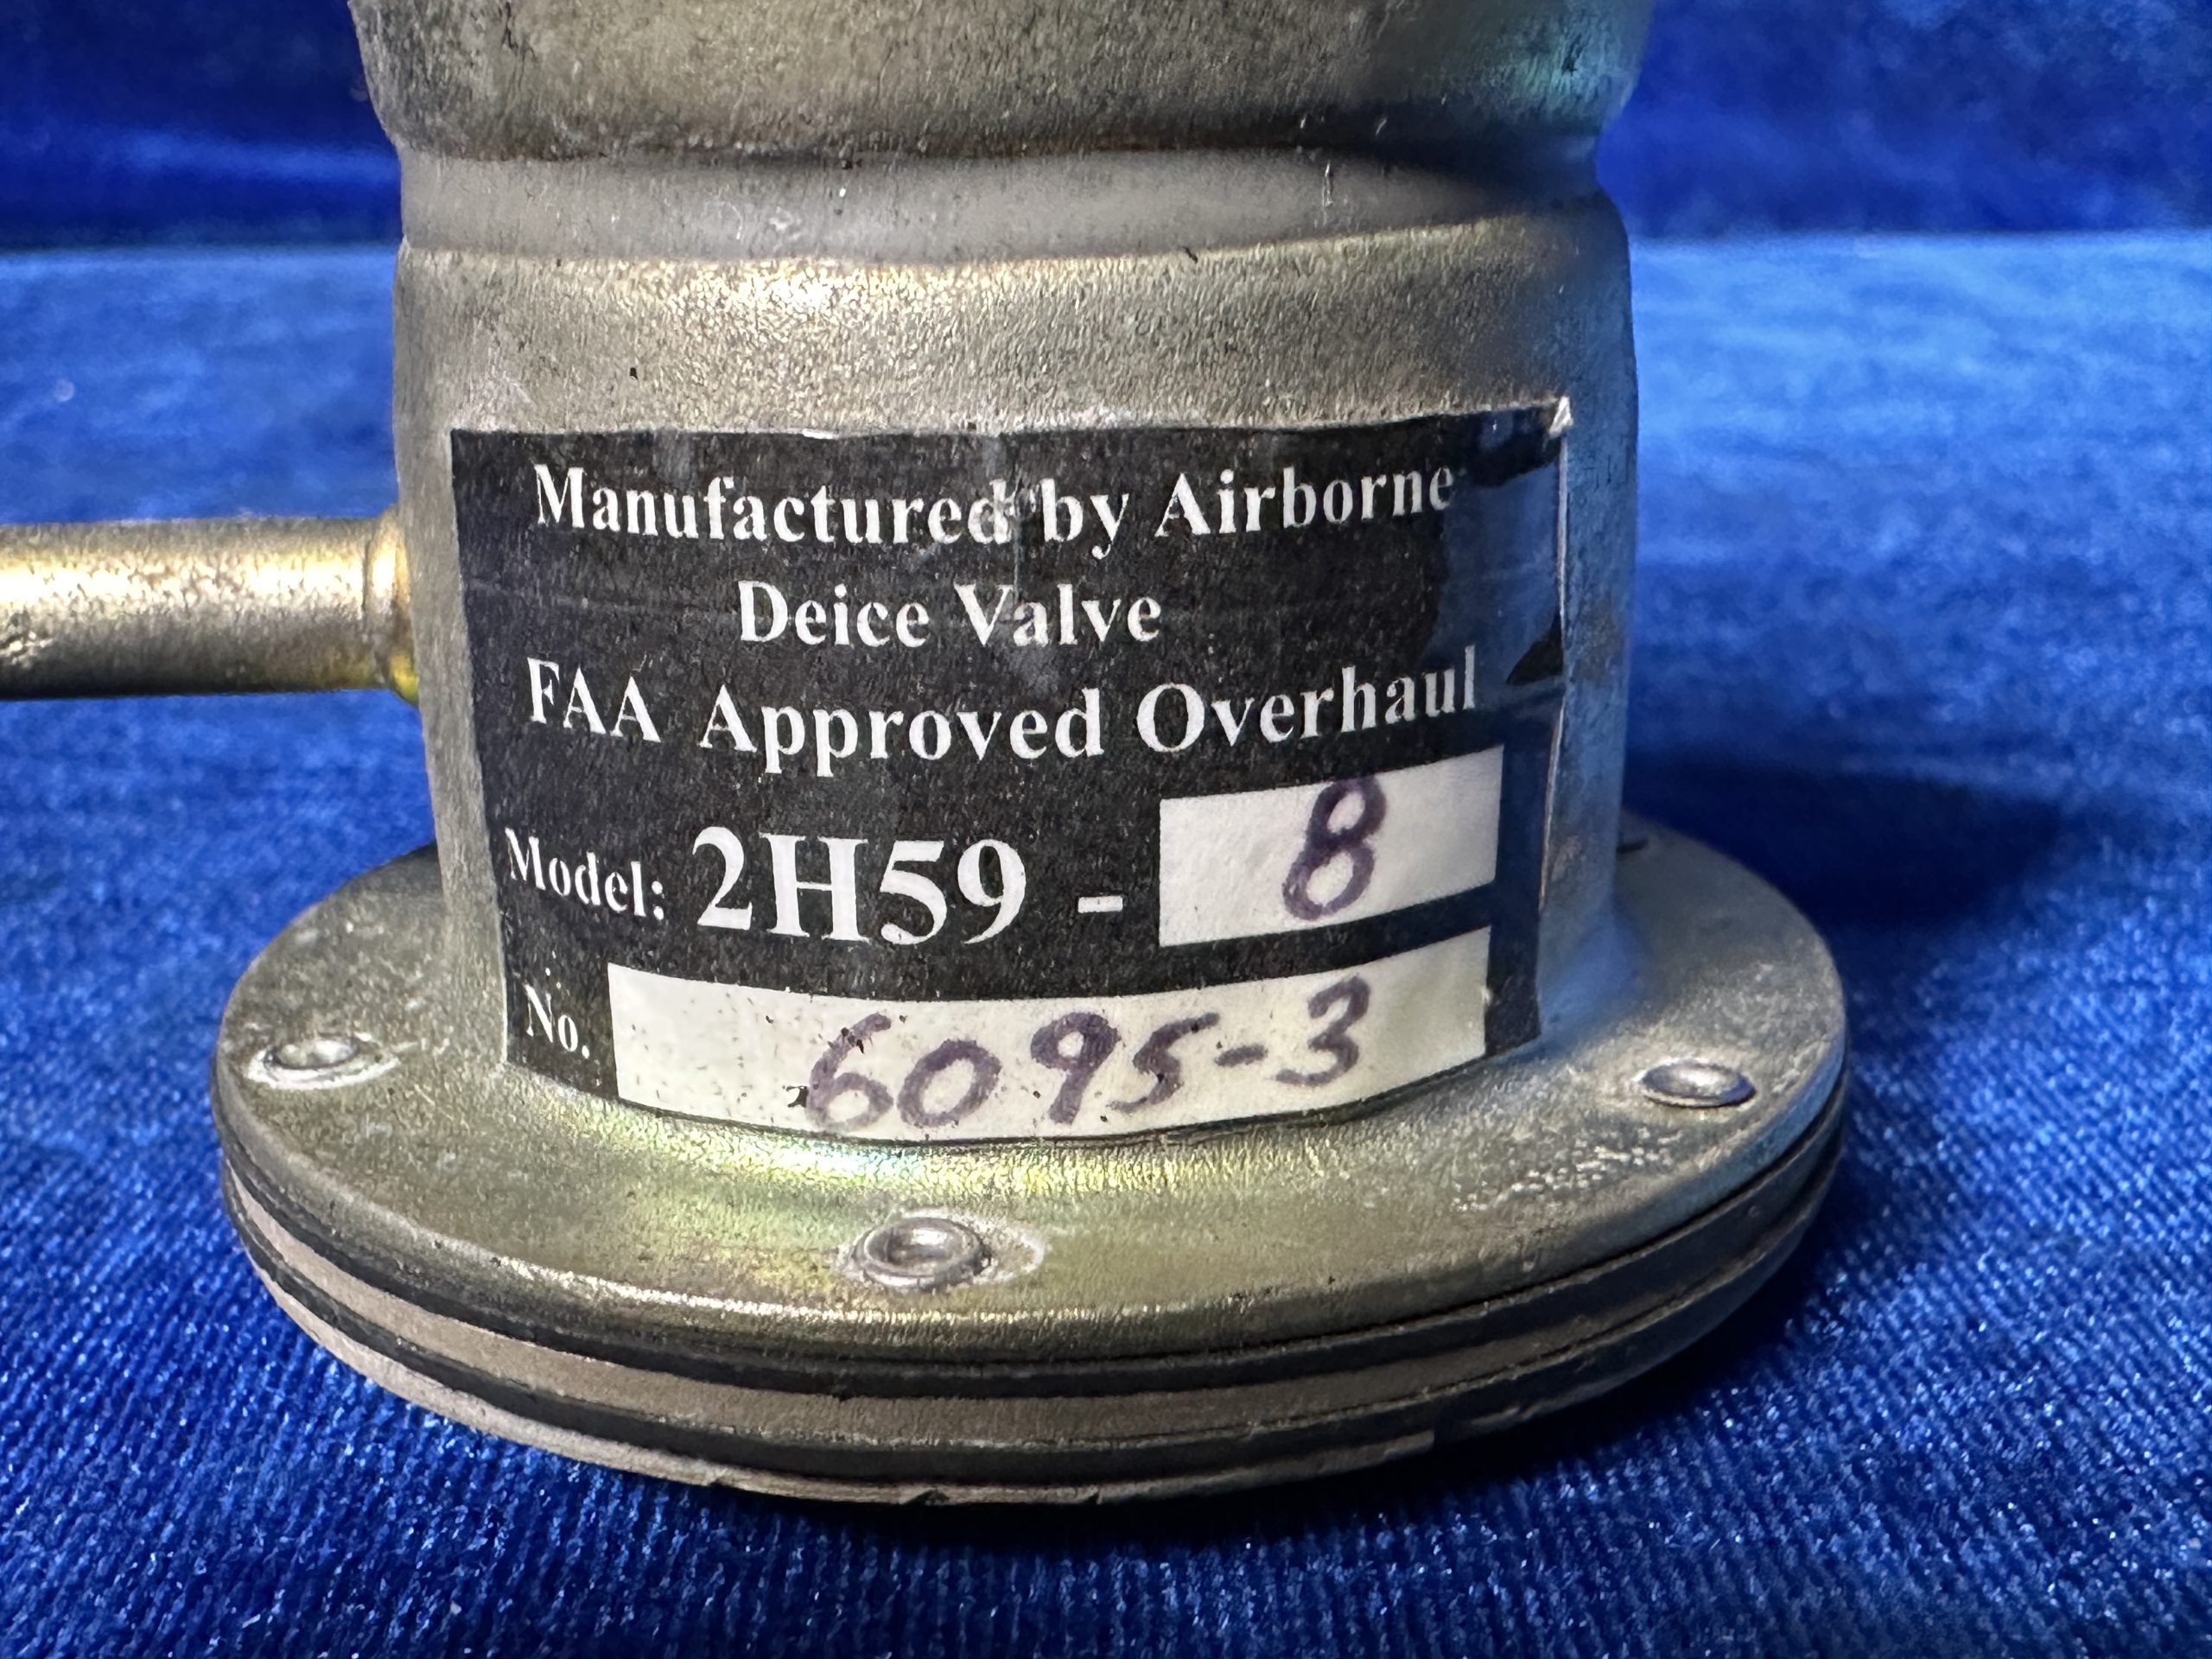 Manufactured by Airborne
Deice Valve
FAA Approved Overhaul
Model: 2H59 - 8
No. 6095-3